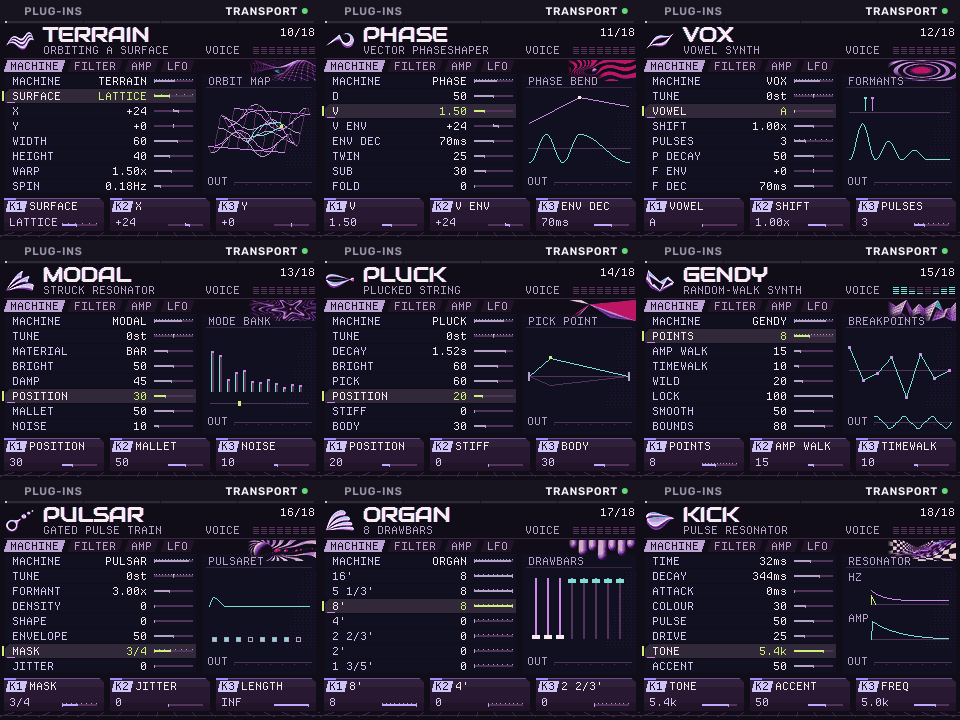 PLUG-INS TRANSPORT
TERRAIN 10/18
ORBITING A SURFACE VOICE
MACHINE FILTER AMP LFO
MACHINE TERRAIN ORBIT MAP
SURFACE LATTICE
X +24
Y +0
WIDTH 60
HEIGHT 40
WARP 1.50x
SPIN 0.18Hz
OUT
K1 SURFACE K2 X K3 Y
LATTICE +24 +0
PLUG-INS TRANSPORT
PHASE 11/18
VECTOR PHASESHAPER VOICE
MACHINE FILTER AMP LFO
MACHINE PHASE PHASE BEND
D 50
V 1.50
V ENV +24
ENV DEC 70ms
TWIN 25
SUB 30
FOLD 0
OUT
K1 V K2 V ENV K3 ENV DEC
1.50 +24 70ms
PLUG-INS TRANSPORT
VOX 12/18
VOWEL SYNTH VOICE
MACHINE FILTER AMP LFO
MACHINE VOX FORMANTS
TUNE 0st
VOWEL A
SHIFT 1.00x
PULSES 3
P DECAY 50
F ENV +0
F DEC 70ms
OUT
K1 VOWEL K2 SHIFT K3 PULSES
A 1.00x 3
PLUG-INS TRANSPORT
MODAL 13/18
STRUCK RESONATOR VOICE
MACHINE FILTER AMP LFO
MACHINE MODAL MODE BANK
TUNE 0st
MATERIAL BAR
BRIGHT 50
DAMP 45
POSITION 30
MALLET 50
NOISE 10
OUT
K1 POSITION K2 MALLET K3 NOISE
30 50 10
PLUG-INS TRANSPORT
PLUCK 14/18
PLUCKED STRING VOICE
MACHINE FILTER AMP LFO
MACHINE PLUCK PICK POINT
TUNE 0st
DECAY 1.52s
BRIGHT 60
PICK 60
POSITION 20
STIFF 0
BODY 30
OUT
K1 POSITION K2 STIFF K3 BODY
20 0 30
PLUG-INS TRANSPORT
GENDY 15/18
RANDOM-WALK SYNTH VOICE
MACHINE FILTER AMP LFO
MACHINE GENDY BREAKPOINTS
POINTS 8
AMP WALK 15
TIMEWALK 10
WILD 20
LOCK 100
SMOOTH 50
BOUNDS 80
OUT
K1 POINTS K2 AMP WALK K3 TIMEWALK
8 15 10
PLUG-INS TRANSPORT
PULSAR 16/18
GATED PULSE TRAIN VOICE
MACHINE FILTER AMP LFO
MACHINE PULSAR PULSARET
TUNE 0st
FORMANT 3.00x
DENSITY 0
SHAPE 0
ENVELOPE 50
MASK 3/4
JITTER 0
OUT
K1 MASK K2 JITTER K3 LENGTH
3/4 0 INF
PLUG-INS TRANSPORT
ORGAN 17/18
8 DRAWBARS VOICE
MACHINE FILTER AMP LFO
MACHINE ORGAN DRAWBARS
16' 8
5 1/3' 8
8' 8
4' 0
2 2/3' 0
2' 0
1 3/5' 0
OUT
K1 8' K2 4' K3 2 2/3'
8 0 0
PLUG-INS TRANSPORT
KICK 18/18
PULSE RESONATOR VOICE
MACHINE FILTER AMP LFO
TIME 32ms RESONATOR
DECAY 344ms HZ
ATTACK 0ms
COLOUR 30
PULSE 50 AMP
DRIVE 25
TONE 5.4k
ACCENT 50
OUT
K1 TONE K2 ACCENT K3 FREQ
5.4k 50 5.0k